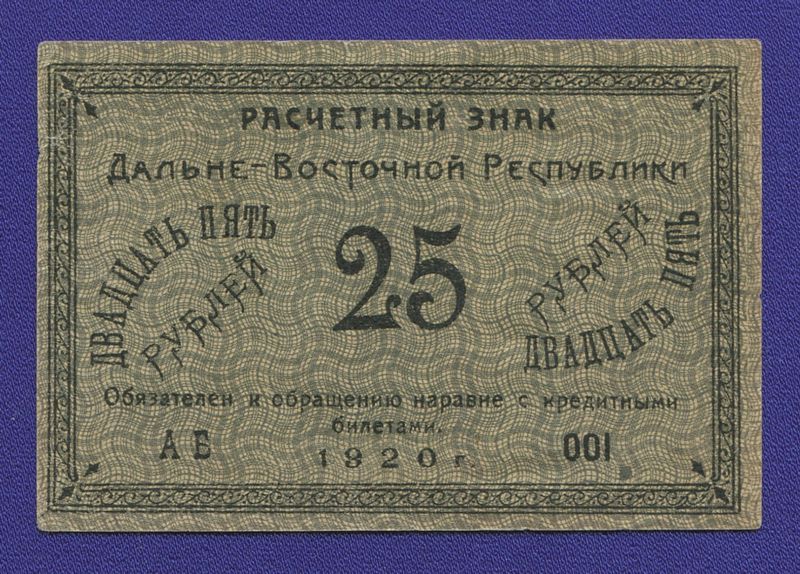 РАСЧЕТНЫЙ ЗНАК
ДАЛЬНЕ-ВОСТОЧНОЙ РЕСПУБЛИКИ
ДВАДЦАТЬ ПЯТЬ
РУБЛЕЙ
25
РУБЛЕЙ
ДВАДЦАТЬ ПЯТЬ
Обязателен к обращению наравне с кредитными
билетами.
АБ 001
1920 г.